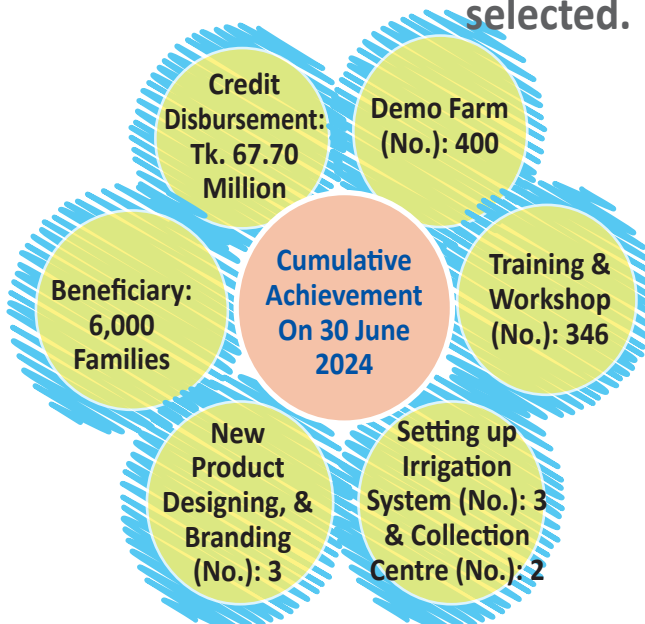 selected.
Credit
Disbursement:
Tk. 67.70
Million
Demo Farm
(No.): 400
Beneficiary:
6,000
Families
Cumulative
Achievement
On 30 June
2024
Training &
Workshop
(No.): 346
New
Product
Designing, &
Branding
(No.): 3
Setting up
Irrigation
System (No.): 3
& Collection
Centre (No.): 2